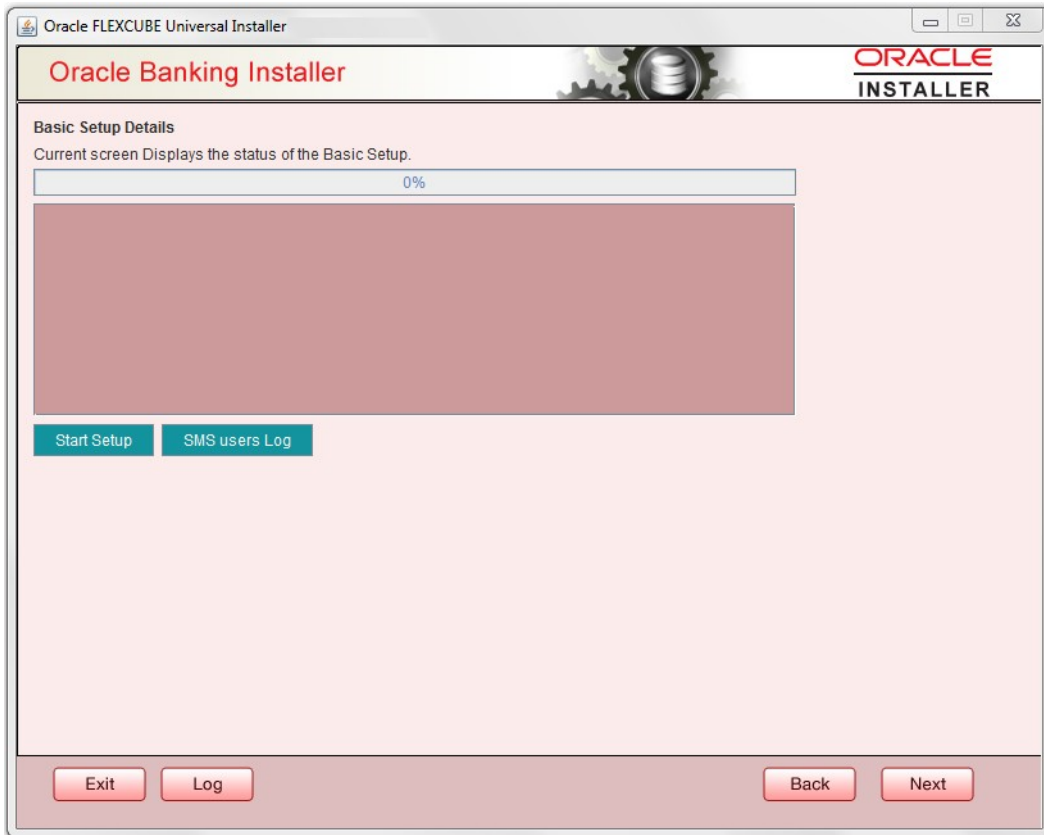 Oracle FLEXCUBE Universal Installer
Oracle Banking Installer
ORACLE
INSTALLER
Basic Setup Details
Current screen Displays the status of the Basic Setup.
0%
Start Setup
SMS users Log
Exit
Log
Back
Next